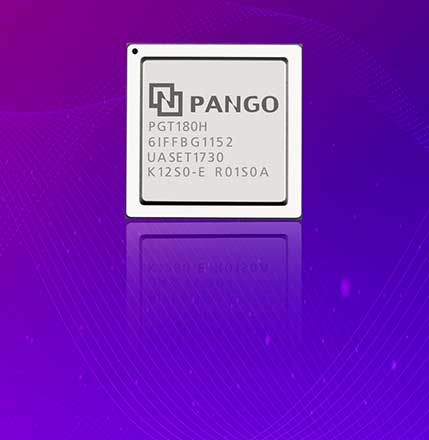 PANGO
PGT180H
6IFFBG1152
UASET1730
K12S0-E R01S0A